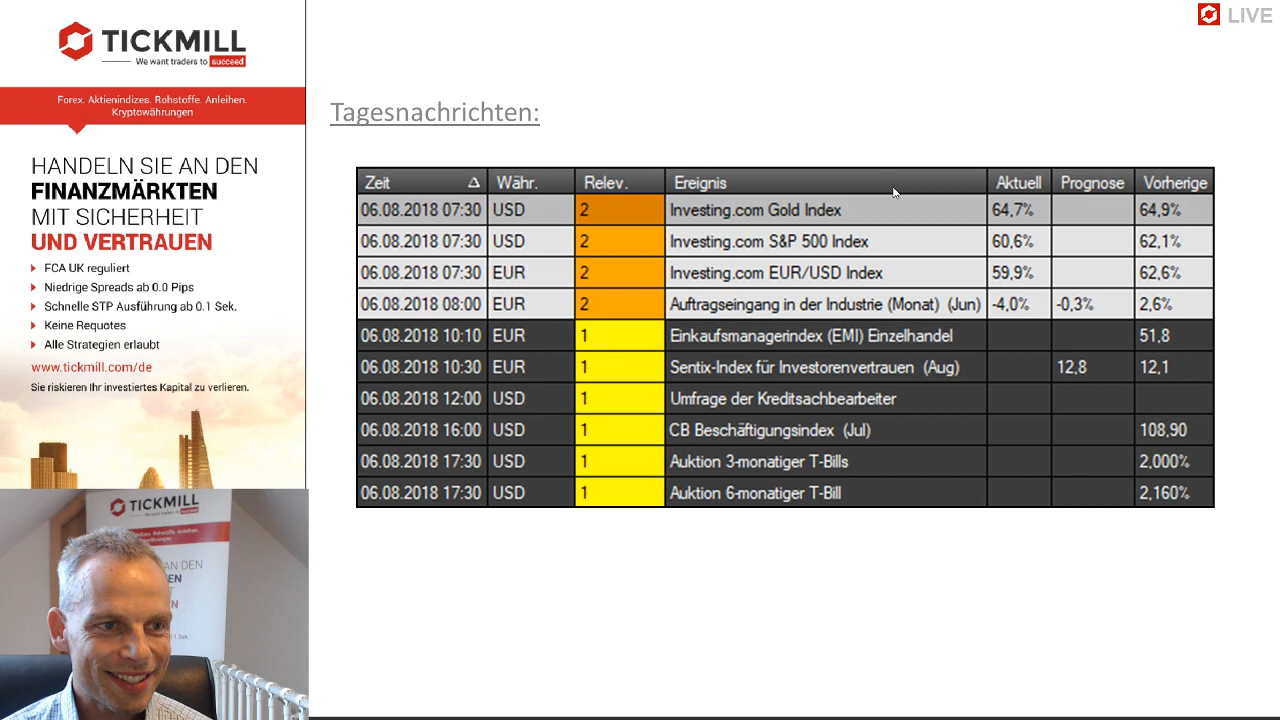 TICKMILL
We want traders to succeed
Forex. Aktienindizes. Rohstoffe. Anleihen.
Kryptowährungen
HANDELN SIE AN DEN
FINANZMÄRKTEN
MIT SICHERHEIT
UND VERTRAUEN
FCA UK reguliert
Niedrige Spreads ab 0.0 Pips
Schnelle STP Ausführung ab 0.1 Sek.
Keine Requotes
Alle Strategien erlaubt
www.tickmill.com/de
Sie riskieren Ihr investiertes Kapital zu verlieren.
LIVE
Tagesnachrichten:
Zeit Währ. Relev. Ereignis Aktuell Prognose Vorherige
06.08.2018 07:30 USD 2 Investing.com Gold Index 64,7% 64,9%
06.08.2018 07:30 USD 2 Investing.com S&P 500 Index 60,6% 62,1%
06.08.2018 07:30 EUR 2 Investing.com EUR/USD Index 59,9% 62,6%
06.08.2018 08:00 EUR 2 Auftragseingang in der Industrie (Monat) (Jun) -4,0% -0,3% 2,6%
06.08.2018 10:10 EUR 1 Einkaufsmanagerindex (EMI) Einzelhandel 51,8
06.08.2018 10:30 EUR 1 Sentix-Index für Investorenvertrauen (Aug) 12,8 12,1
06.08.2018 12:00 USD 1 Umfrage der Kreditsachbearbeiter
06.08.2018 16:00 USD 1 CB Beschäftigungsindex (Jul) 108,90
06.08.2018 17:30 USD 1 Auktion 3-monatiger T-Bills 2,000%
06.08.2018 17:30 USD 1 Auktion 6-monatiger T-Bill 2,160%
TICKMILL
AN DEN